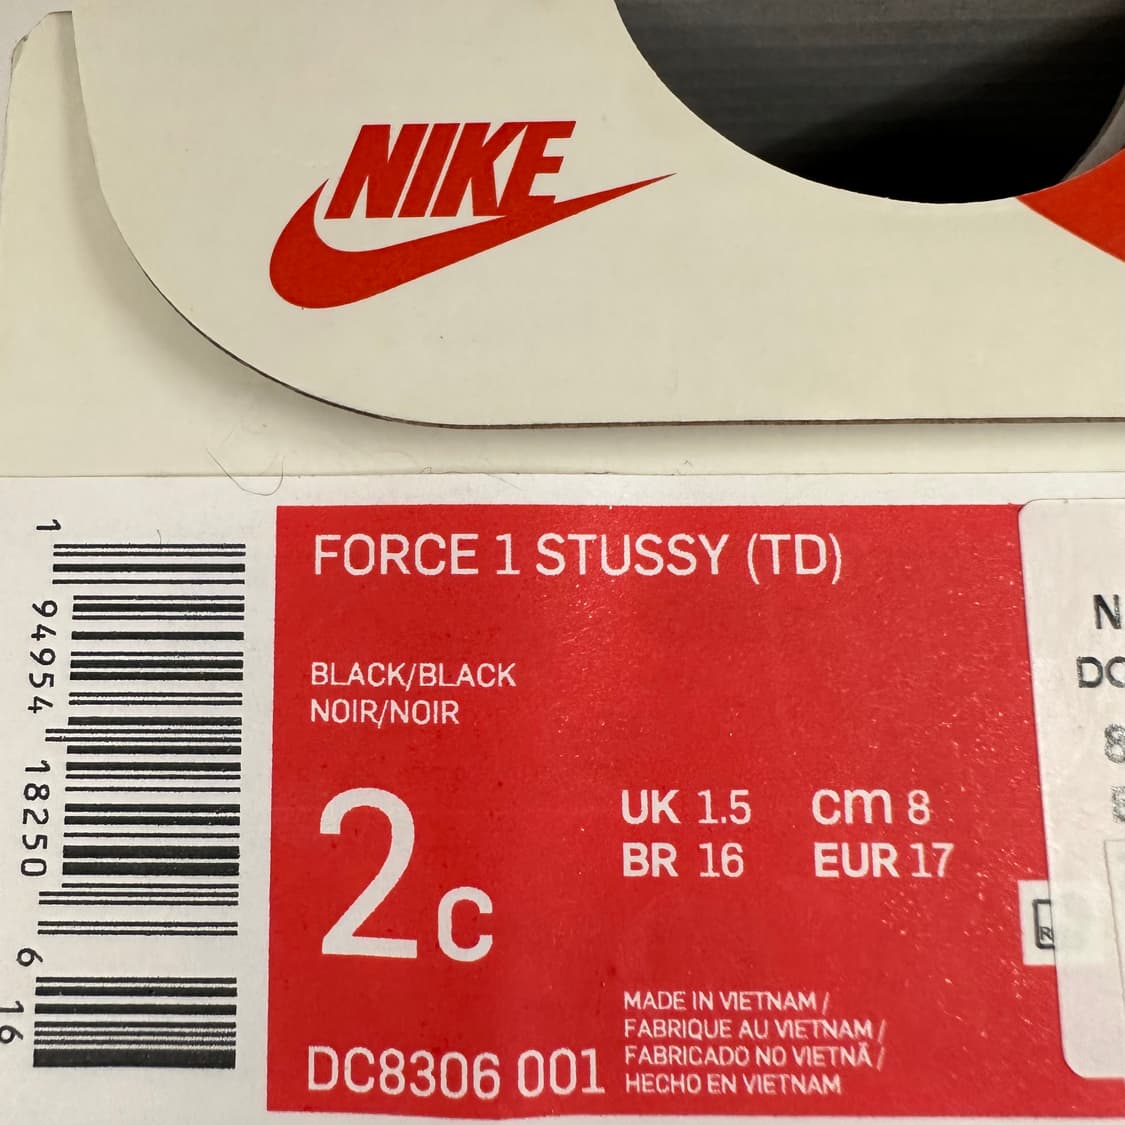 NIKE
FORCE 1 STUSSY (TD)
BLACK/BLACK
NOIR/NOIR
2c
UK 1.5 cm 8
BR 16 EUR 17
DC8306 001
MADE IN VIETNAM /
FABRIQUE AU VIETNAM /
FABRICADO NO VIETNÃ /
HECHO EN VIETNAM
1 94954 18250 6 16